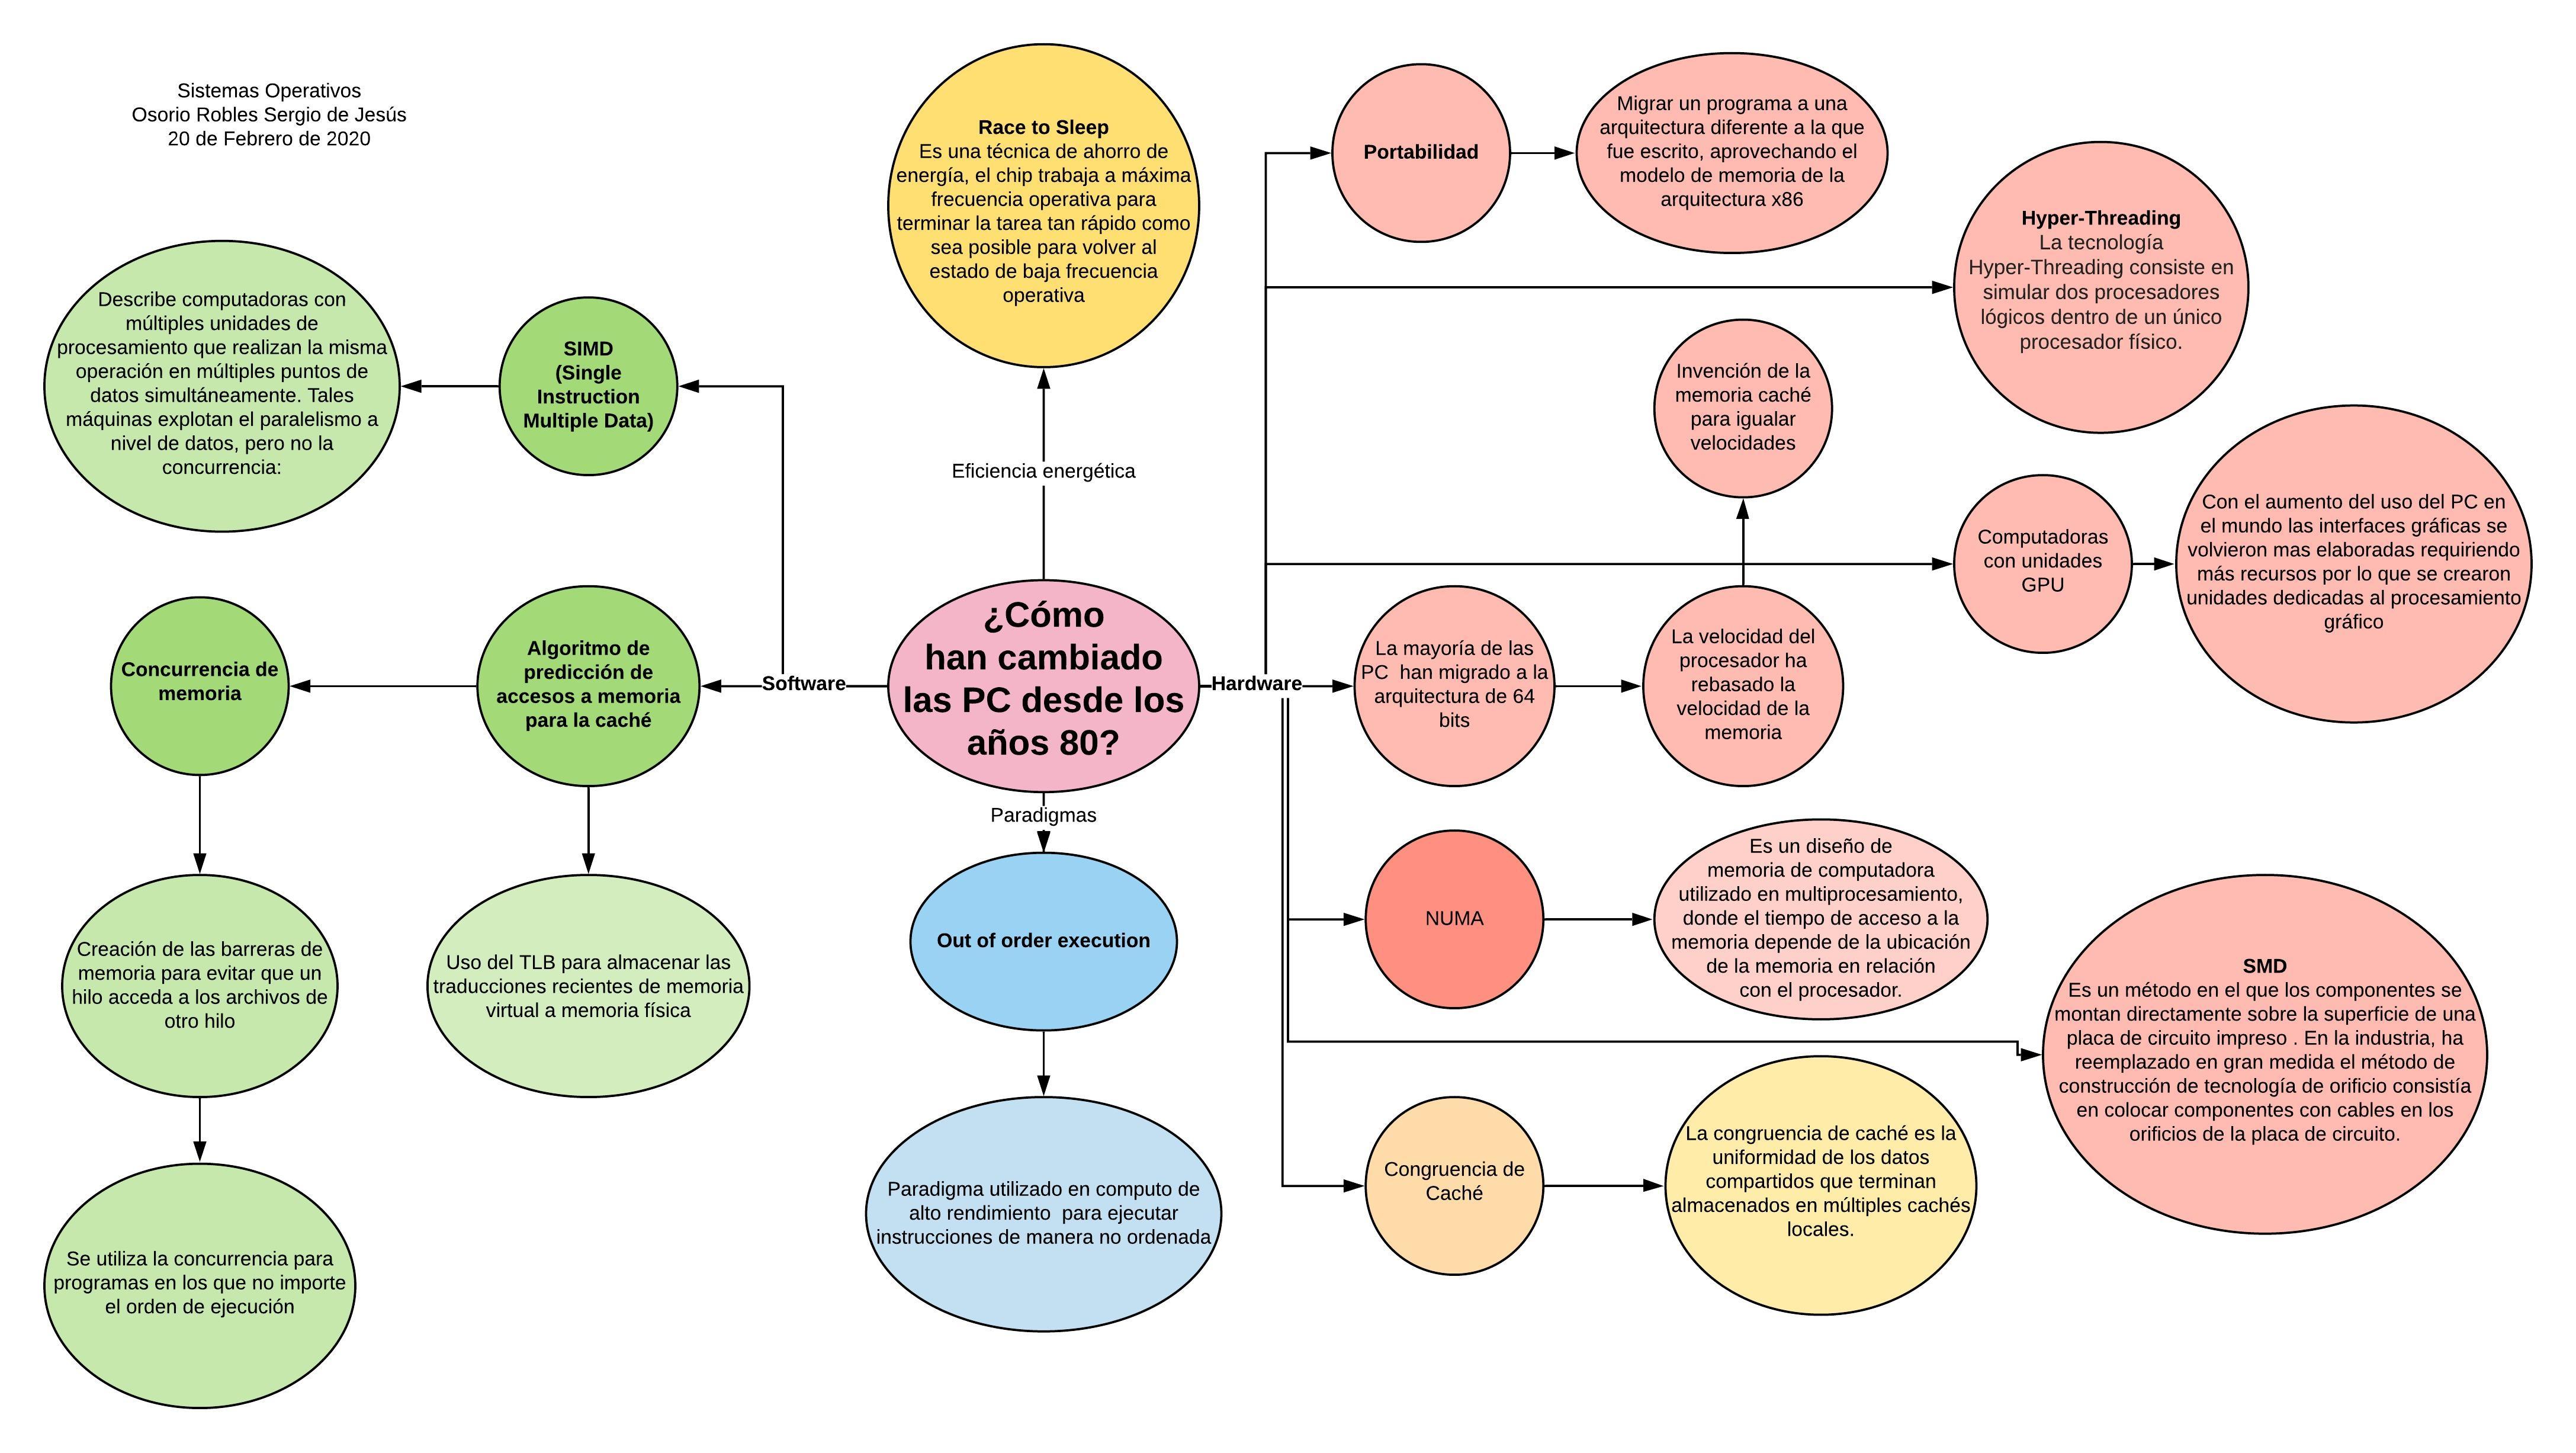 Sistemas Operativos
Osorio Robles Sergio de Jesús
20 de Febrero de 2020
Race to Sleep
Es una técnica de ahorro de
energía, el chip trabaja a máxima
frecuencia operativa para
terminar la tarea tan rápido como
sea posible para volver al
estado de baja frecuencia
operativa
Portabilidad
Migrar un programa a una
arquitectura diferente a la que
fue escrito, aprovechando el
modelo de memoria de la
arquitectura x86
Hyper-Threading
La tecnología
Hyper-Threading consiste en
simular dos procesadores
lógicos dentro de un único
procesador físico.
Describe computadoras con
múltiples unidades de
procesamiento que realizan la misma
operación en múltiples puntos de
datos simultáneamente. Tales
máquinas explotan el paralelismo a
nivel de datos, pero no la
concurrencia:
SIMD
(Single
Instruction
Multiple Data)
Eficiencia energética
Invención de la
memoria caché
para igualar
velocidades
Computadoras
con unidades
GPU
Con el aumento del uso del PC en
el mundo las interfaces gráficas se
volvieron mas elaboradas requiriendo
más recursos por lo que se crearon
unidades dedicadas al procesamiento
gráfico
Concurrencia de
memoria
Algoritmo de
predicción de
accesos a memoria
para la caché
Software
¿Cómo
han cambiado
las PC desde los
años 80?
Hardware
La mayoría de las
PC  han migrado a la
arquitectura de 64
bits
La velocidad del
procesador ha
rebasado la
velocidad de la
memoria
Paradigmas
Out of order execution
NUMA
Es un diseño de
memoria de computadora
utilizado en multiprocesamiento,
donde el tiempo de acceso a la
memoria depende de la ubicación
de la memoria en relación
con el procesador.
Creación de las barreras de
memoria para evitar que un
hilo acceda a los archivos de
otro hilo
Uso del TLB para almacenar las
traducciones recientes de memoria
virtual a memoria física
SMD
Es un método en el que los componentes se
montan directamente sobre la superficie de una
placa de circuito impreso . En la industria, ha
reemplazado en gran medida el método de
construcción de tecnología de orificio consistía
en colocar componentes con cables en los
orificios de la placa de circuito.
Paradigma utilizado en computo de
alto rendimiento  para ejecutar
instrucciones de manera no ordenada
Congruencia de
Caché
La congruencia de caché es la
uniformidad de los datos
compartidos que terminan
almacenados en múltiples cachés
locales.
Se utiliza la concurrencia para
programas en los que no importe
el orden de ejecución